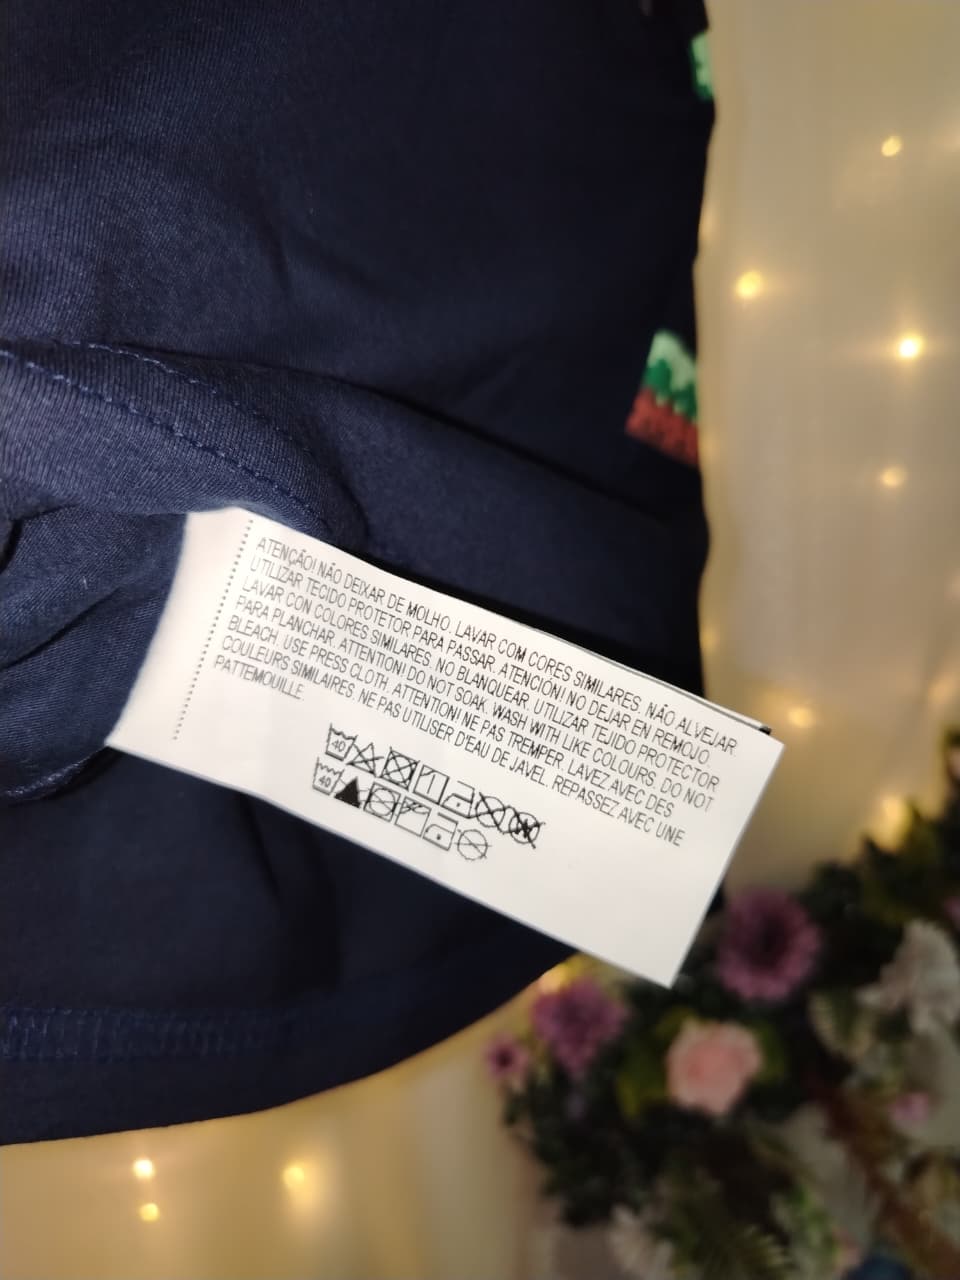 ATENÇÃO! NÃO DEIXAR DE MOLHO. LAVAR COM CORES SIMILARES. NÃO ALVEJAR.
UTILIZAR TECIDO PROTETOR PARA PASSAR. ATENCION! NO DEJAR EN REMOJO.
LAVAR CON COLORES SIMILARES. NO BLANQUEAR. UTILIZAR TEJIDO PROTECTOR
PARA PLANCHAR. ATTENTION! DO NOT SOAK. WASH WITH LIKE COLOURS. DO NOT
BLEACH. USE PRESS CLOTH. ATTENTION! NE PAS TREMPER. LAVEZ AVEC DES
COULEURS SIMILAIRES. NE PAS UTILISER D'EAU DE JAVEL. REPASSEZ AVEC UNE
PATTEMOUILLE.
40
40